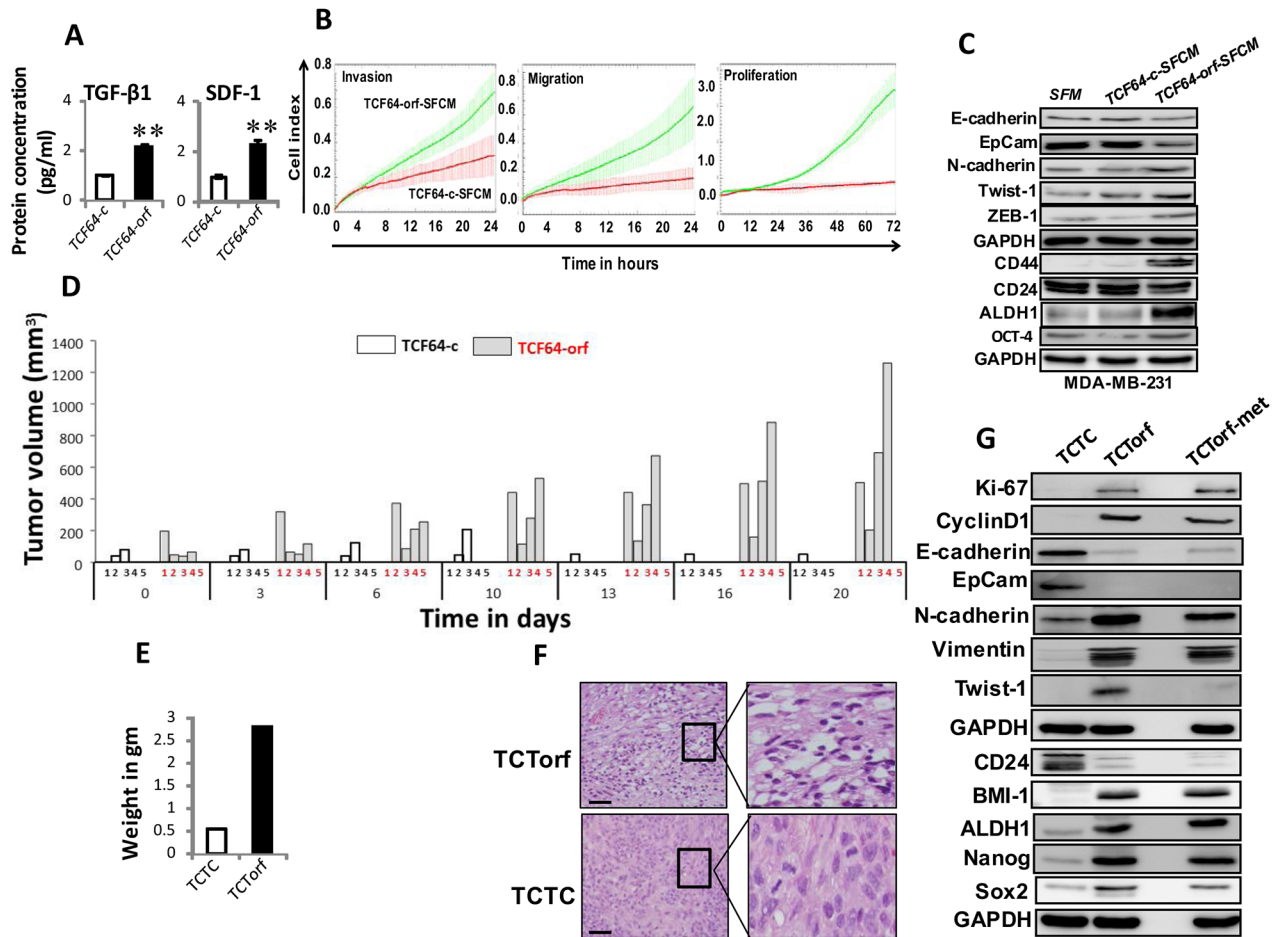 A
Protein concentration
(pg/ml)
TGF-β1
SDF-1
4
2
0
**
TCF64-c
TCF64-orf
4
2
0
**
TCF64-c
TCF64-orf
B
Cell index
0.8
0.6
0.4
0.2
0.0
Invasion
TCF64-orf-SFCM
TCF64-c-SFCM
0 4 8 12 16 20 24
0.8
0.6
0.4
0.2
0.0
Migration
0 4 8 12 16 20 24
3.0
2.0
1.0
0.0
Proliferation
0 12 24 36 48 60 72
Time in hours
C
SFM
TCF64-c-SFCM
TCF64-orf-SFCM
E-cadherin
EpCam
N-cadherin
Twist-1
ZEB-1
GAPDH
CD44
CD24
ALDH1
OCT-4
GAPDH
MDA-MB-231
D
Tumor volume (mm³)
TCF64-c
TCF64-orf
1400
1200
1000
800
600
400
200
0
1 2 3 4 5 1 2 3 4 5
1 2 3 4 5 1 2 3 4 5
1 2 3 4 5 1 2 3 4 5
1 2 3 4 5 1 2 3 4 5
1 2 3 4 5 1 2 3 4 5
1 2 3 4 5 1 2 3 4 5
1 2 3 4 5 1 2 3 4 5
0 3 6 10 13 16 20
Time in days
E
Weight in gm
3
2.5
2
1.5
1
0.5
0
TCTC
TCTorf
F
TCTorf
TCTC
G
TCTC
TCTorf
TCTorf-met
Ki-67
CyclinD1
E-cadherin
EpCam
N-cadherin
Vimentin
Twist-1
GAPDH
CD24
BMI-1
ALDH1
Nanog
Sox2
GAPDH